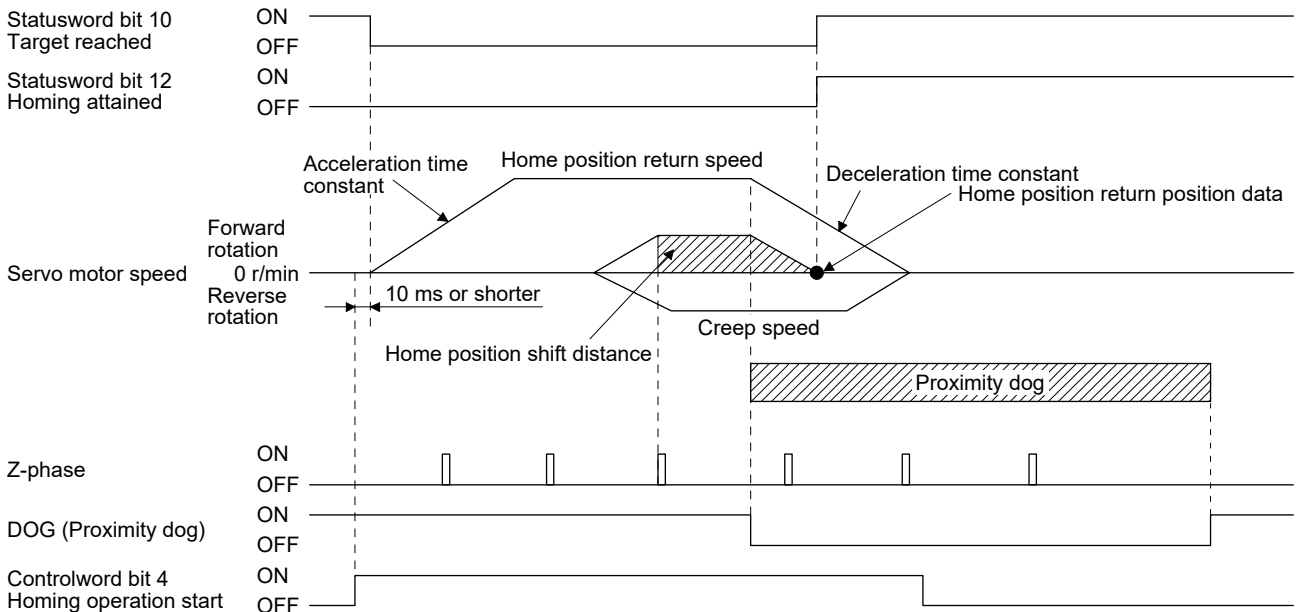 Statusword bit 10
Target reached
ON
OFF
Statusword bit 12
Homing attained
ON
OFF
Acceleration time
constant
Home position return speed
Deceleration time constant
Home position return position data
Servo motor speed
Forward
rotation
0 r/min
Reverse
rotation
10 ms or shorter
Creep speed
Home position shift distance
Proximity dog
Z-phase
ON
OFF
DOG (Proximity dog)
ON
OFF
Controlword bit 4
Homing operation start
ON
OFF